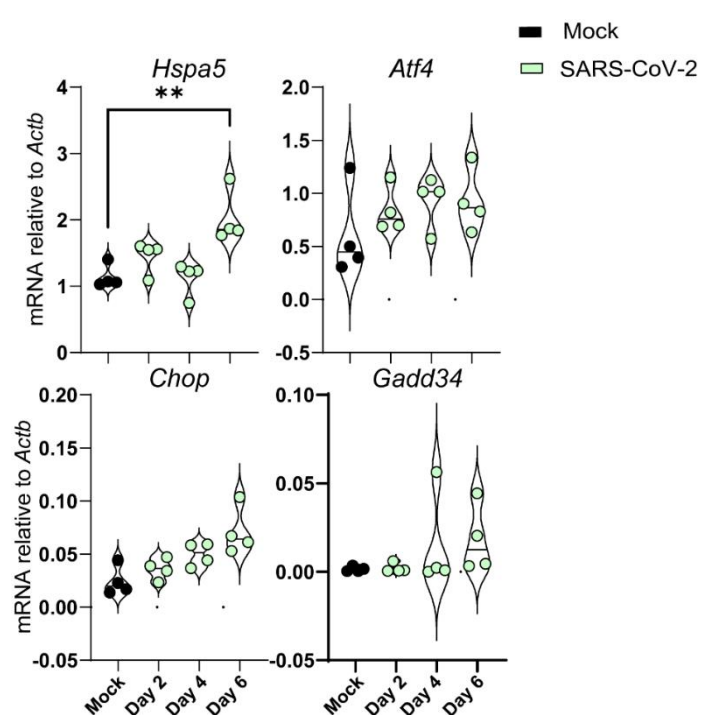 Mock
SARS-CoV-2
Hspa5
Atf4
**
mRNA relative to Actb
4
3
2
1
0
2.0
1.5
1.0
0.5
0.0
-0.5
Chop
Gadd34
mRNA relative to Actb
0.20
0.15
0.10
0.05
0.00
-0.05
0.10
0.05
0.00
-0.05
Mock
Day 2
Day 4
Day 6
Mock
Day 2
Day 4
Day 6